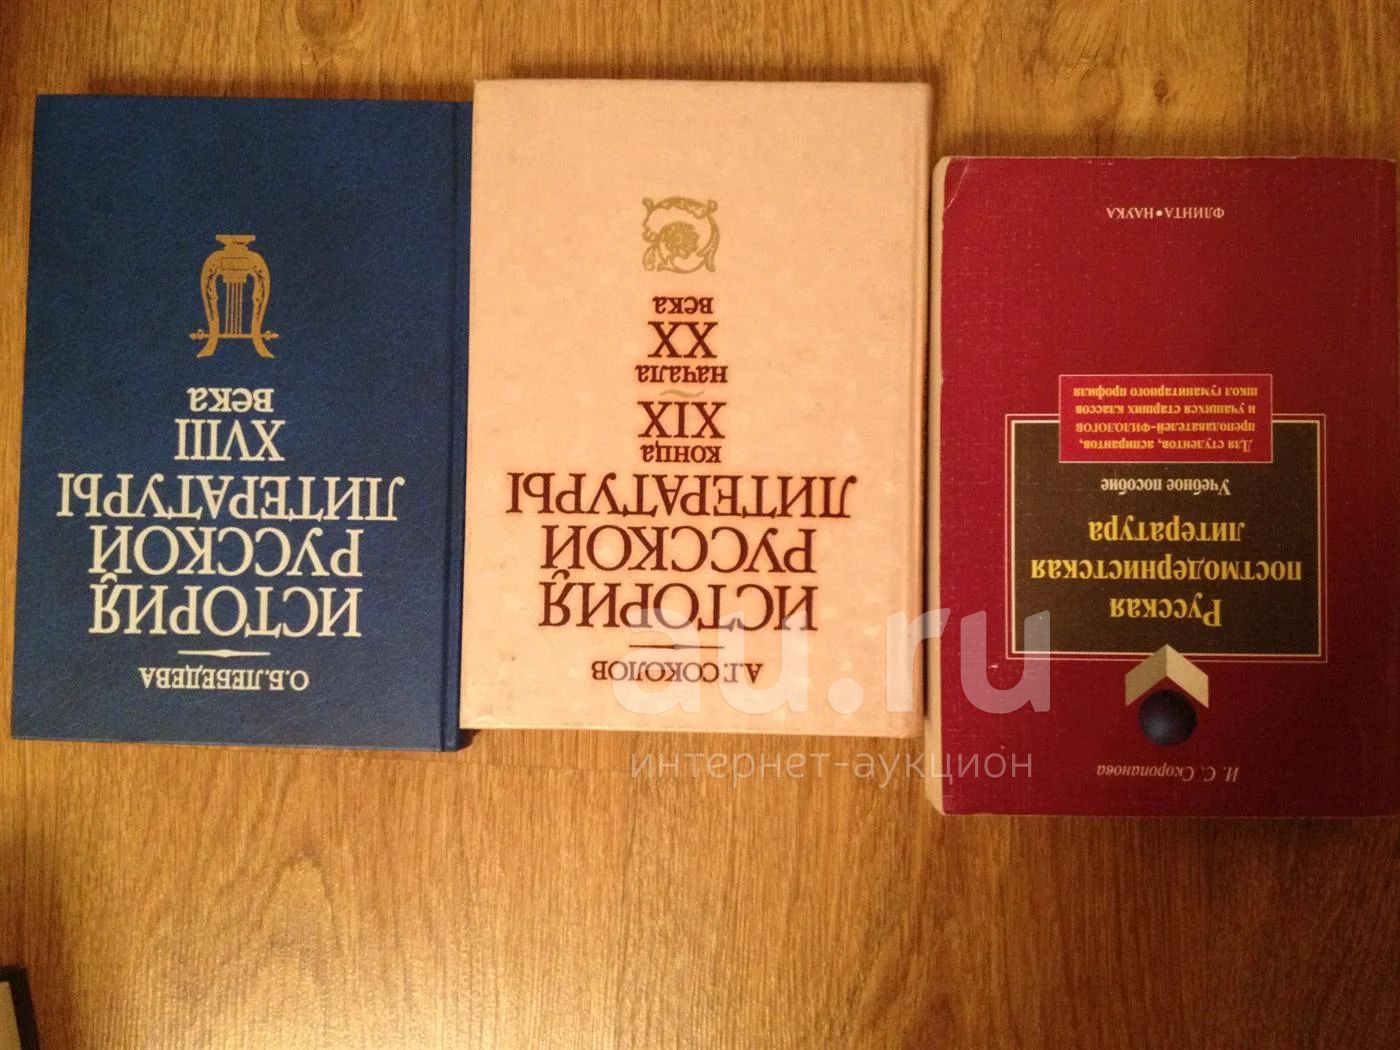 О.Б.ЛЕБЕДЕВА
ИСТОРИЯ
РУССКОЙ
ЛИТЕРАТУРЫ
XVIII
века
А.Г.СОКОЛОВ
ИСТОРИЯ
РУССКОЙ
ЛИТЕРАТУРЫ
конца
XIX
начала
XX
века
И. С. Скоропанова
Русская
постмодернистская
литература
Учебное пособие
Для студентов, аспирантов,
преподавателей-филологов
и учащихся старших классов
школ гуманитарного профиля
ФЛИНТА•НАУКА
au.ru
интернет-аукцион